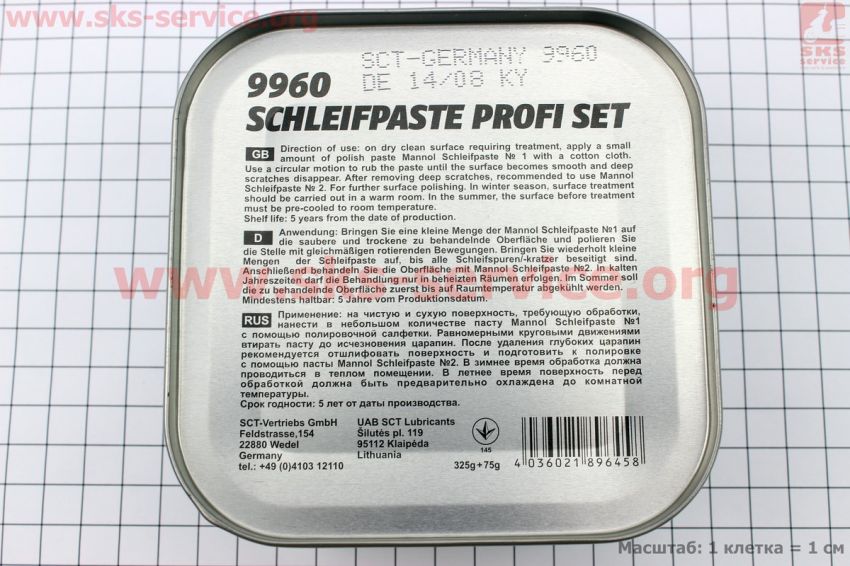 www.sks-service.org
SKS
service
SCT-GERMANY 9960
DE 14/08 KY
9960
SCHLEIFPASTE PROFI SET
GB Direction of use: on dry clean surface requiring treatment, apply a small
amount of polish paste Mannol Schleifpaste № 1 with a cotton cloth.
Use a circular motion to rub the paste until the surface becomes smooth and deep
scratches disappear. After removing deep scratches, recommended to use Mannol
Schleifpaste № 2. For further surface polishing. In winter season, surface treatment
should be carried out in a warm room. In the summer, the surface before treatment
must be pre-cooled to room temperature.
Shelf life: 5 years from the date of production.
D Anwendung: Bringen Sie eine kleine Menge der Mannol Schleifpaste №1 auf
die saubere und trockene zu behandelnde Oberfläche und polieren Sie
die Stelle mit gleichmäßigen rotierenden Bewegungen. Bringen Sie wiederholt kleine
Mengen der Schleifpaste auf, bis alle Schleifspuren/-kratzer beseitigt sind.
Anschließend behandeln Sie die Oberfläche mit Mannol Schleifpaste №2. In kalten
Jahreszeiten darf die Behandlung nur in beheizten Räumen erfolgen. Im Sommer soll
die zu behandelnde Oberfläche zuerst bis auf Raumtemperatur abgekühlt werden.
Mindestens haltbar: 5 Jahre vom Produktionsdatum.
www.sks-service.org
RUS Применение: на чистую и сухую поверхность, требующую обработки,
нанести в небольшом количестве пасту Mannol Schleifpaste №1
с помощью полировочной салфетки. Равномерными круговыми движениями
втирать пасту до исчезновения царапин. После удаления глубоких царапин
рекомендуется отшлифовать поверхность и подготовить к полировке
с помощью пасты Mannol Schleifpaste №2. В зимнее время обработка должна
проводиться в теплом помещении. В летнее время поверхность перед
обработкой должна быть предварительно охлаждена до комнатной
температуры.
Срок годности: 5 лет от даты производства.
SCT-Vertriebs GmbH
Feldstrasse,154
22880 Wedel
Germany
tel.: +49 (0)4103 12110
UAB SCT Lubricants
Šilutės pl. 119
95112 Klaipėda
Lithuania
145
325g+75g
4 036021 896458
Масштаб: 1 клетка = 1 см